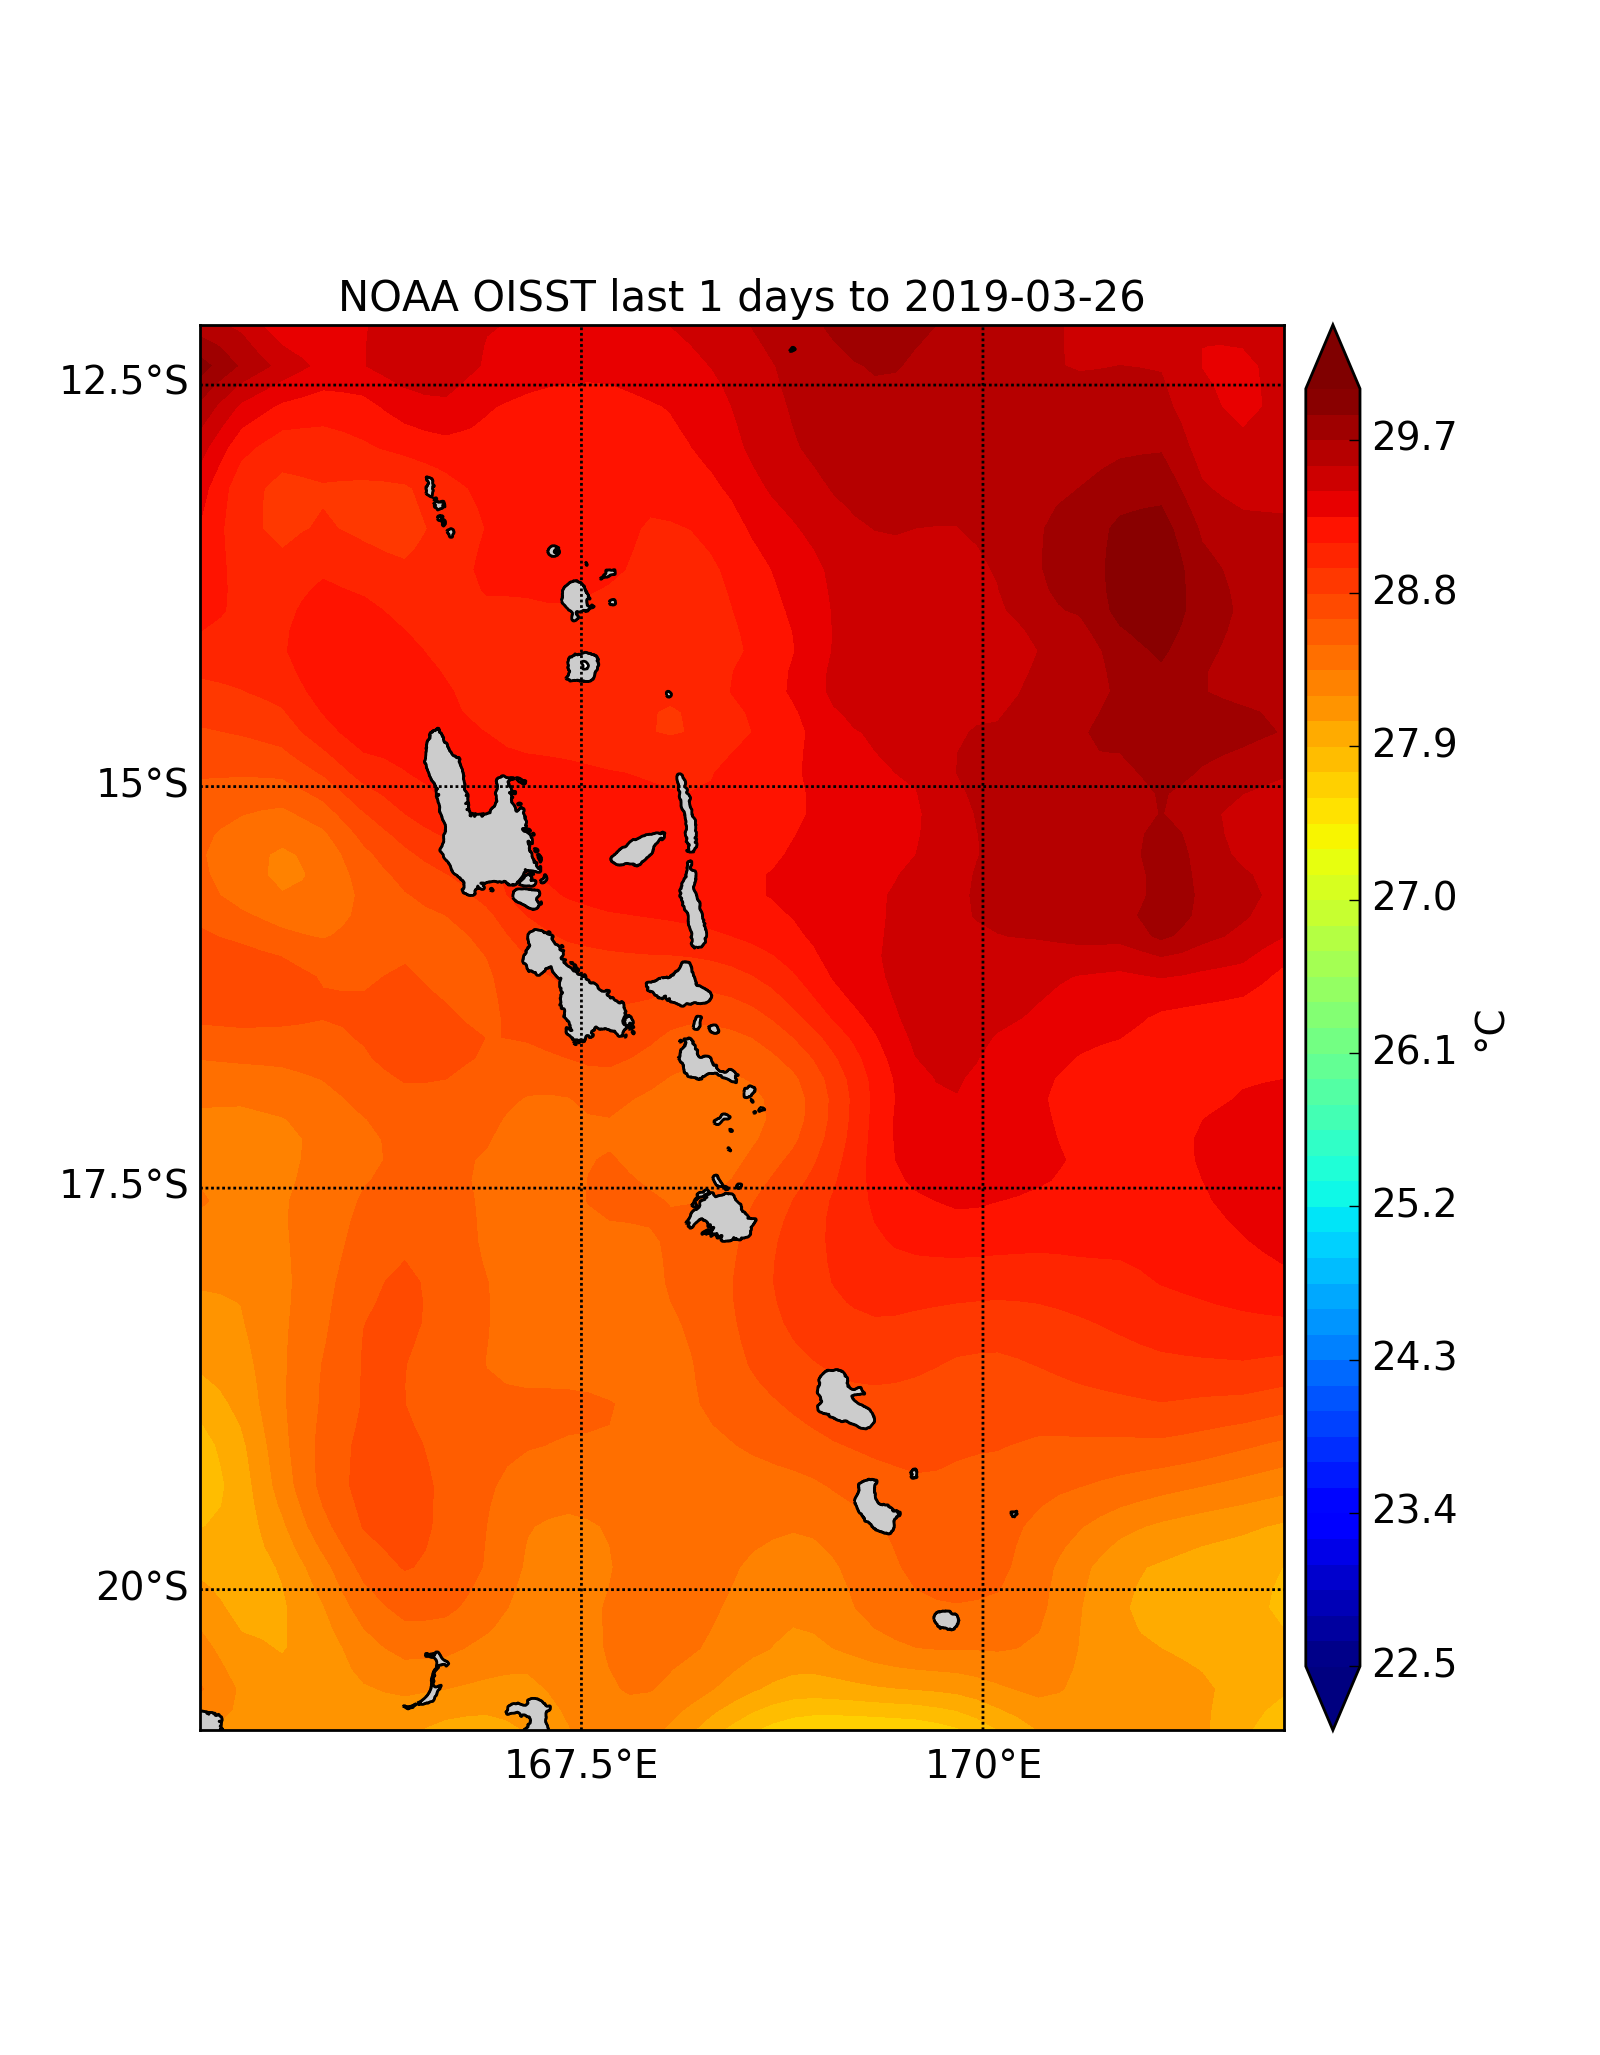 NOAA OISST last 1 days to 2019-03-26
12.5°S
15°S
17.5°S
20°S
167.5°E
170°E
29.7
28.8
27.9
27.0
26.1
25.2
24.3
23.4
22.5
°C